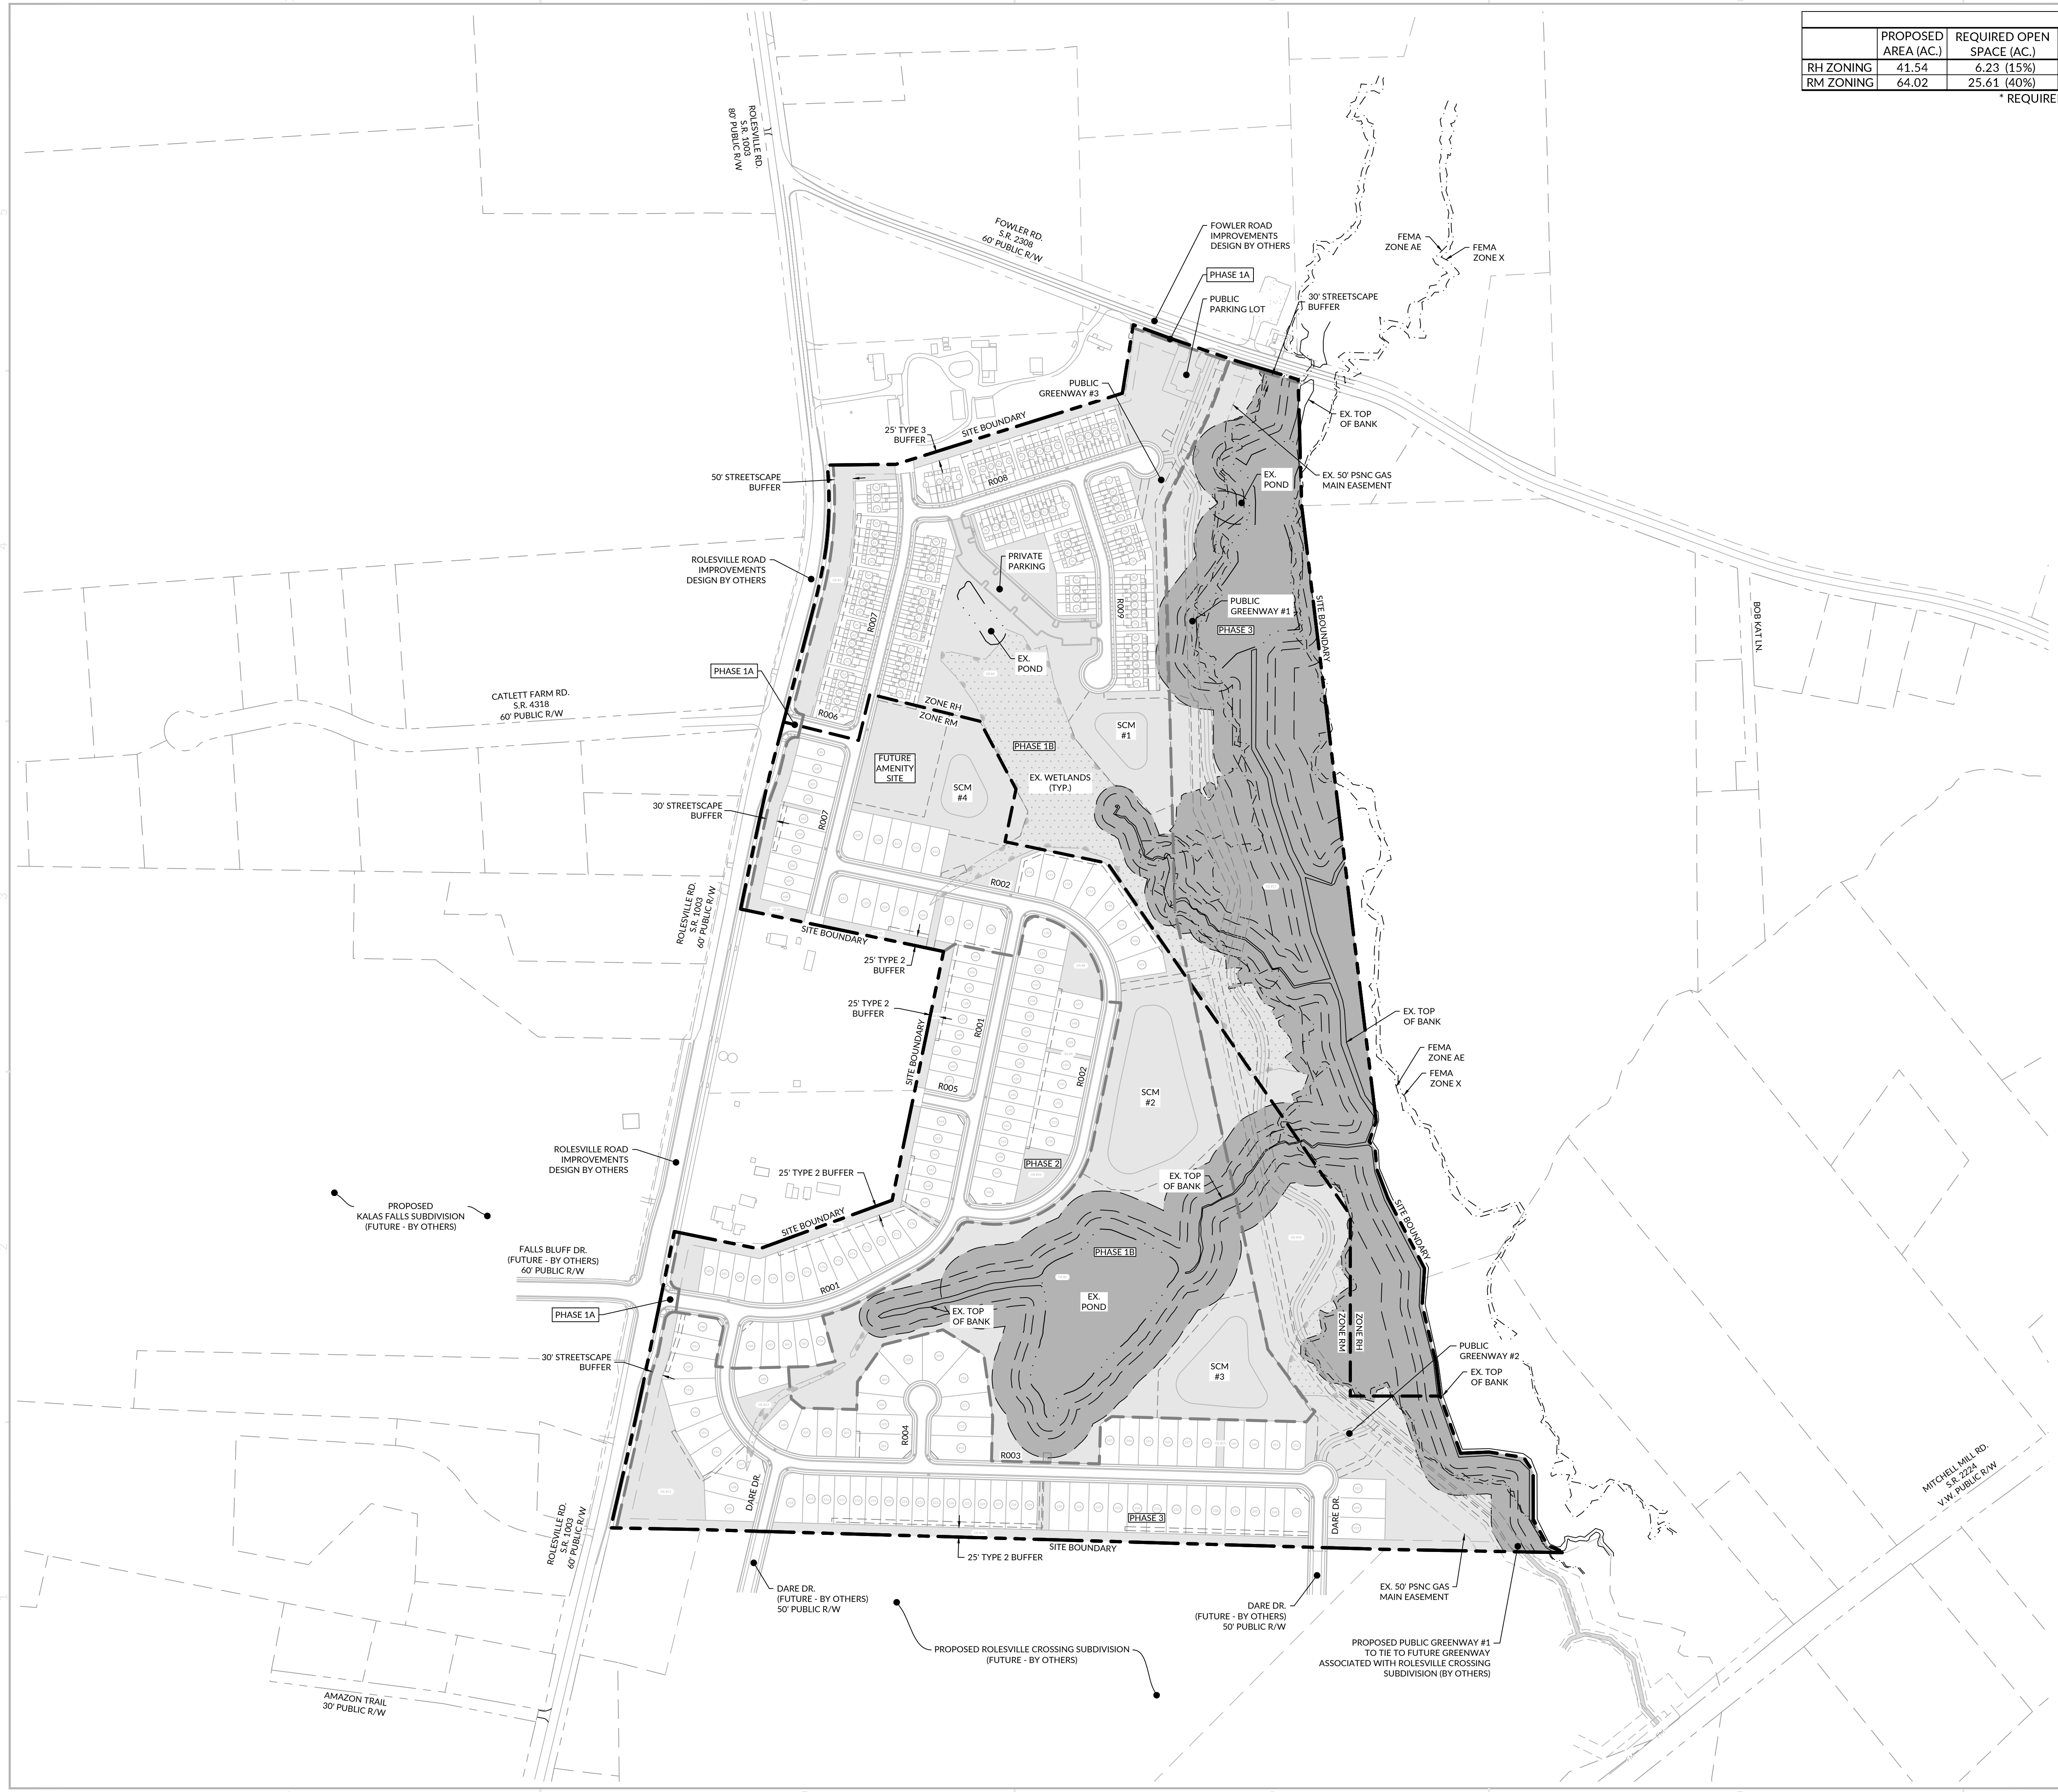 PROPOSED AREA (AC.)
REQUIRED OPEN SPACE (AC.)
RH ZONING 41.54 6.23 (15%)
RM ZONING 64.02 25.61 (40%)
* REQUIRE
ROLESVILLE RD.
S.R. 1003
80' PUBLIC R/W
FOWLER RD.
S.R. 2308
60' PUBLIC R/W
FOWLER ROAD
IMPROVEMENTS
DESIGN BY OTHERS
PHASE 1A
PUBLIC
PARKING LOT
30' STREETSCAPE
BUFFER
FEMA
ZONE AE
FEMA
ZONE X
PUBLIC
GREENWAY #3
EX. TOP
OF BANK
25' TYPE 3
BUFFER
SITE BOUNDARY
50' STREETSCAPE
BUFFER
R008
EX.
POND
EX. 50' PSNC GAS
MAIN EASEMENT
ROLESVILLE ROAD
IMPROVEMENTS
DESIGN BY OTHERS
PRIVATE
PARKING
R007
R009
PUBLIC
GREENWAY #1
PHASE 3
SITE BOUNDARY
BOB KAT LN.
EX.
POND
PHASE 1A
CATLETT FARM RD.
S.R. 4318
60' PUBLIC R/W
R006
ZONE RH
ZONE RM
SCM
#1
PHASE 1B
FUTURE
AMENITY
SITE
EX. WETLANDS
(TYP.)
SCM
#4
30' STREETSCAPE
BUFFER
R007
R002
ROLESVILLE RD.
S.R. 1003
60' PUBLIC R/W
SITE BOUNDARY
25' TYPE 2
BUFFER
25' TYPE 2
BUFFER
SITE BOUNDARY
R001
R005
R002
EX. TOP
OF BANK
FEMA
ZONE AE
FEMA
ZONE X
SCM
#2
ROLESVILLE ROAD
IMPROVEMENTS
DESIGN BY OTHERS
25' TYPE 2 BUFFER
PHASE 2
EX. TOP
OF BANK
PROPOSED
KALAS FALLS SUBDIVISION
(FUTURE - BY OTHERS)
SITE BOUNDARY
SITE BOUNDARY
FALLS BLUFF DR.
(FUTURE - BY OTHERS)
60' PUBLIC R/W
PHASE 1B
R001
PHASE 1A
EX. TOP
OF BANK
EX.
POND
ZONE RM
ZONE RH
30' STREETSCAPE
BUFFER
SCM
#3
PUBLIC
GREENWAY #2
EX. TOP
OF BANK
R004
R003
DARE DR.
DARE DR.
PHASE 3
SITE BOUNDARY
25' TYPE 2 BUFFER
MITCHELL MILL RD.
S.R. 2224
V.W. PUBLIC R/W
ROLESVILLE RD.
S.R. 1003
60' PUBLIC R/W
DARE DR.
(FUTURE - BY OTHERS)
50' PUBLIC R/W
DARE DR.
(FUTURE - BY OTHERS)
50' PUBLIC R/W
EX. 50' PSNC GAS
MAIN EASEMENT
PROPOSED ROLESVILLE CROSSING SUBDIVISION
(FUTURE - BY OTHERS)
PROPOSED PUBLIC GREENWAY #1
TO TIE TO FUTURE GREENWAY
ASSOCIATED WITH ROLESVILLE CROSSING
SUBDIVISION (BY OTHERS)
AMAZON TRAIL
30' PUBLIC R/W